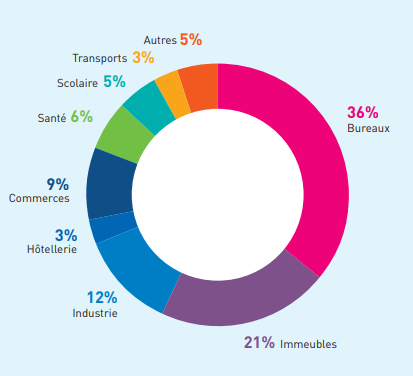 Autres 5%
Transports 3%
Scolaire 5%
Santé 6%
9%
Commerces
3%
Hôtellerie
12%
Industrie
21% Immeubles
36%
Bureaux